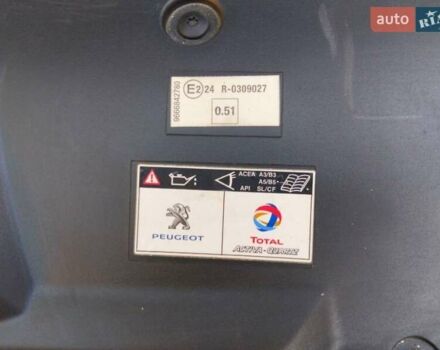 auto RIA
9666842780
E2 24 R-0309027
0.51
ACEA A3/B3
A5/B5
API SL/CF
PEUGEOT
TOTAL
ACTIVA-QUARTZ